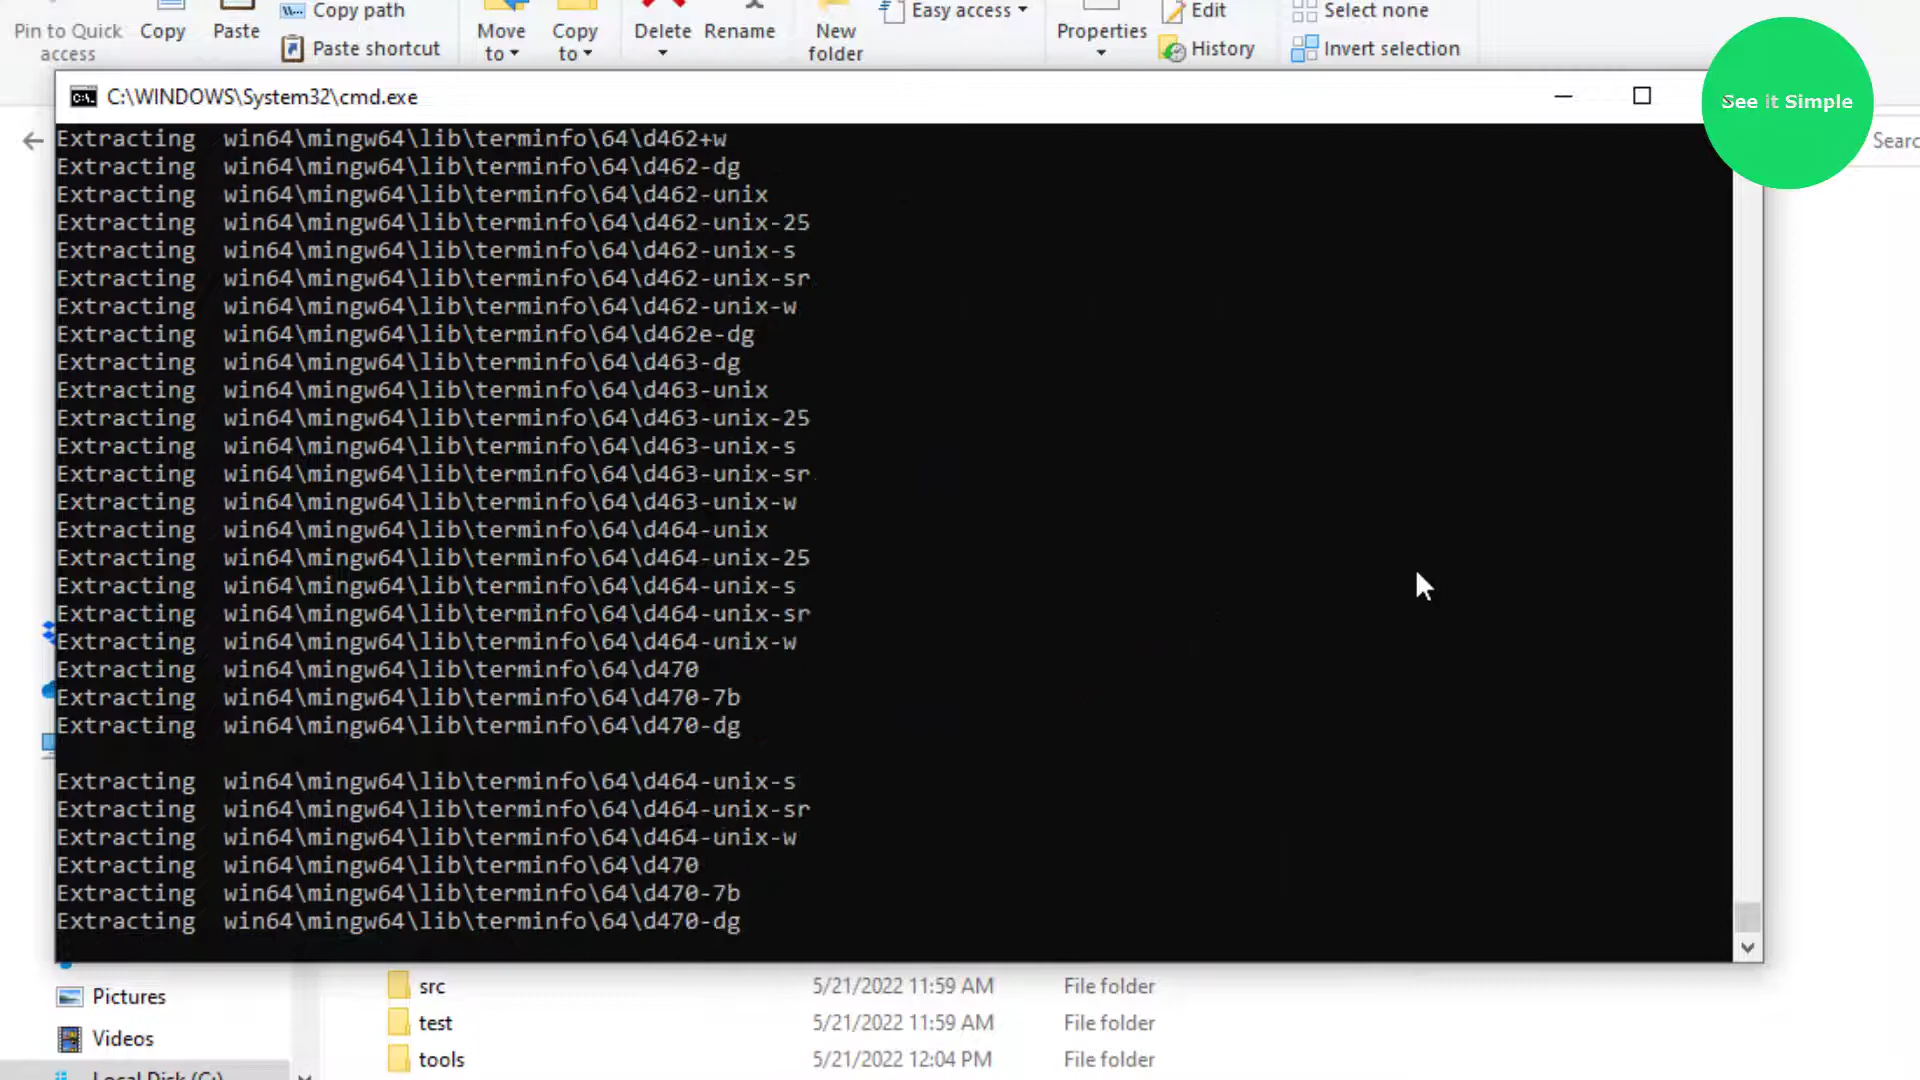 Pin to Quick
access
Copy
Paste
Copy path
Paste shortcut
Move
to
Copy
to
Delete
Rename
New
folder
Easy access
Properties
Edit
History
Select none
Invert selection
C:\WINDOWS\System32\cmd.exe
See it Simple
Searc
Extracting  win64\mingw64\lib\terminfo\64\d462+w
Extracting  win64\mingw64\lib\terminfo\64\d462-dg
Extracting  win64\mingw64\lib\terminfo\64\d462-unix
Extracting  win64\mingw64\lib\terminfo\64\d462-unix-25
Extracting  win64\mingw64\lib\terminfo\64\d462-unix-s
Extracting  win64\mingw64\lib\terminfo\64\d462-unix-sr
Extracting  win64\mingw64\lib\terminfo\64\d462-unix-w
Extracting  win64\mingw64\lib\terminfo\64\d462e-dg
Extracting  win64\mingw64\lib\terminfo\64\d463-dg
Extracting  win64\mingw64\lib\terminfo\64\d463-unix
Extracting  win64\mingw64\lib\terminfo\64\d463-unix-25
Extracting  win64\mingw64\lib\terminfo\64\d463-unix-s
Extracting  win64\mingw64\lib\terminfo\64\d463-unix-sr
Extracting  win64\mingw64\lib\terminfo\64\d463-unix-w
Extracting  win64\mingw64\lib\terminfo\64\d464-unix
Extracting  win64\mingw64\lib\terminfo\64\d464-unix-25
Extracting  win64\mingw64\lib\terminfo\64\d464-unix-s
Extracting  win64\mingw64\lib\terminfo\64\d464-unix-sr
Extracting  win64\mingw64\lib\terminfo\64\d464-unix-w
Extracting  win64\mingw64\lib\terminfo\64\d470
Extracting  win64\mingw64\lib\terminfo\64\d470-7b
Extracting  win64\mingw64\lib\terminfo\64\d470-dg
Extracting  win64\mingw64\lib\terminfo\64\d464-unix-s
Extracting  win64\mingw64\lib\terminfo\64\d464-unix-sr
Extracting  win64\mingw64\lib\terminfo\64\d464-unix-w
Extracting  win64\mingw64\lib\terminfo\64\d470
Extracting  win64\mingw64\lib\terminfo\64\d470-7b
Extracting  win64\mingw64\lib\terminfo\64\d470-dg
Pictures
Videos
Local Disk (C:)
src 5/21/2022 11:59 AM File folder
test 5/21/2022 11:59 AM File folder
tools 5/21/2022 12:04 PM File folder